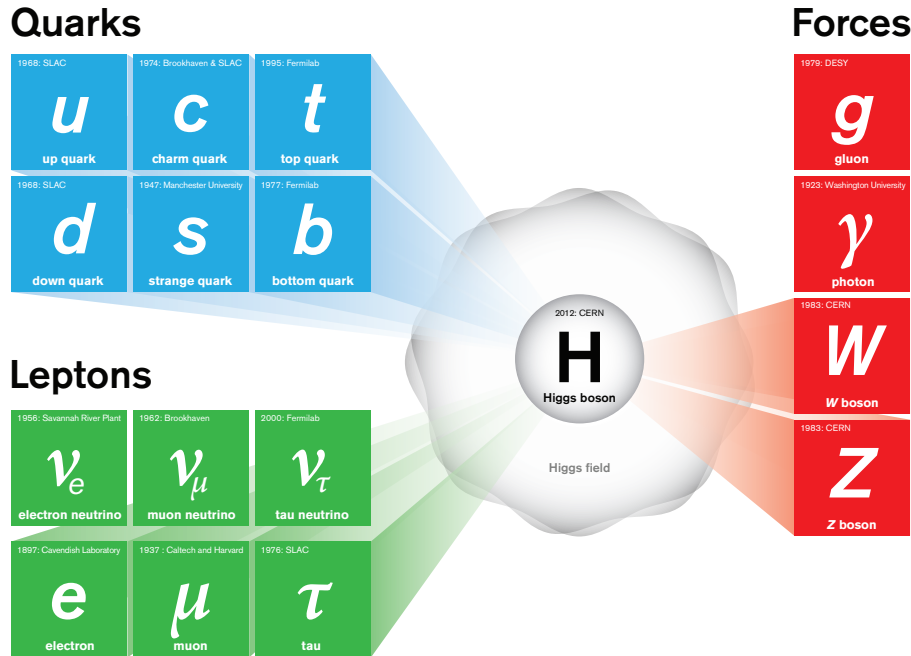 Quarks
1968: SLAC
u
up quark
1974: Brookhaven & SLAC
c
charm quark
1995: Fermilab
t
top quark
1968: SLAC
d
down quark
1947: Manchester University
s
strange quark
1977: Fermilab
b
bottom quark
Leptons
1956: Savannah River Plant
νe
electron neutrino
1962: Brookhaven
νμ
muon neutrino
2000: Fermilab
ντ
tau neutrino
1897: Cavendish Laboratory
e
electron
1937 : Caltech and Harvard
μ
muon
1976: SLAC
τ
tau
2012: CERN
H
Higgs boson
Higgs field
Forces
1979: DESY
g
gluon
1923: Washington University
γ
photon
1983: CERN
W
W boson
1983: CERN
Z
Z boson